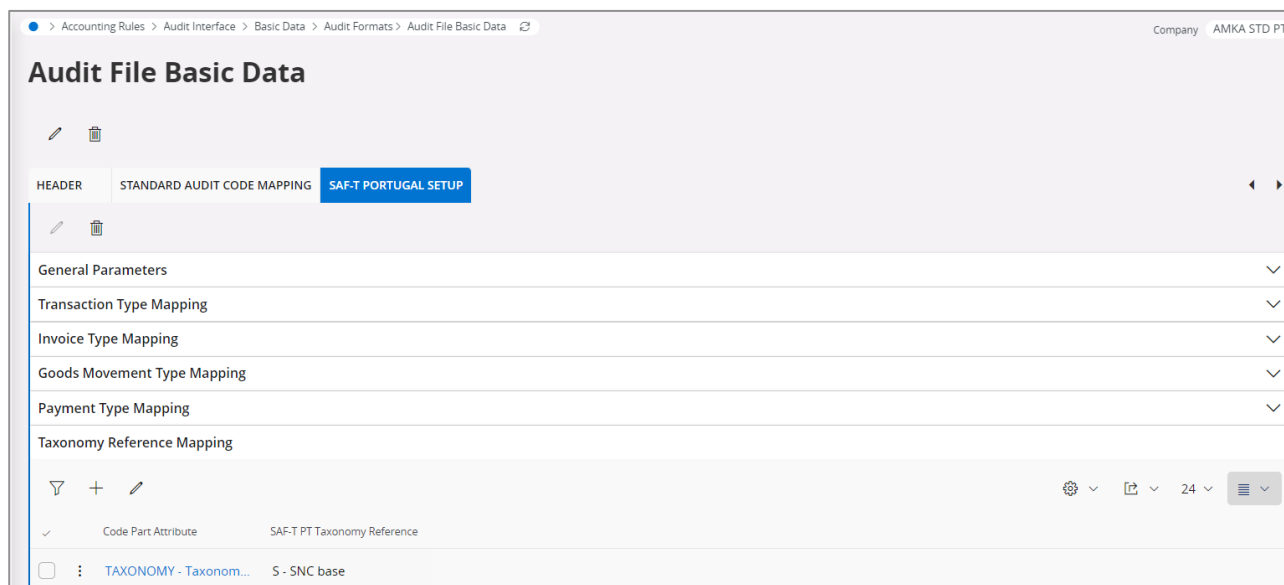 > Accounting Rules > Audit Interface > Basic Data > Audit Formats > Audit File Basic Data
Company AMKA STD PT
Audit File Basic Data
HEADER STANDARD AUDIT CODE MAPPING SAF-T PORTUGAL SETUP
General Parameters
Transaction Type Mapping
Invoice Type Mapping
Goods Movement Type Mapping
Payment Type Mapping
Taxonomy Reference Mapping
24
Code Part Attribute SAF-T PT Taxonomy Reference
TAXONOMY - Taxonom... S - SNC base